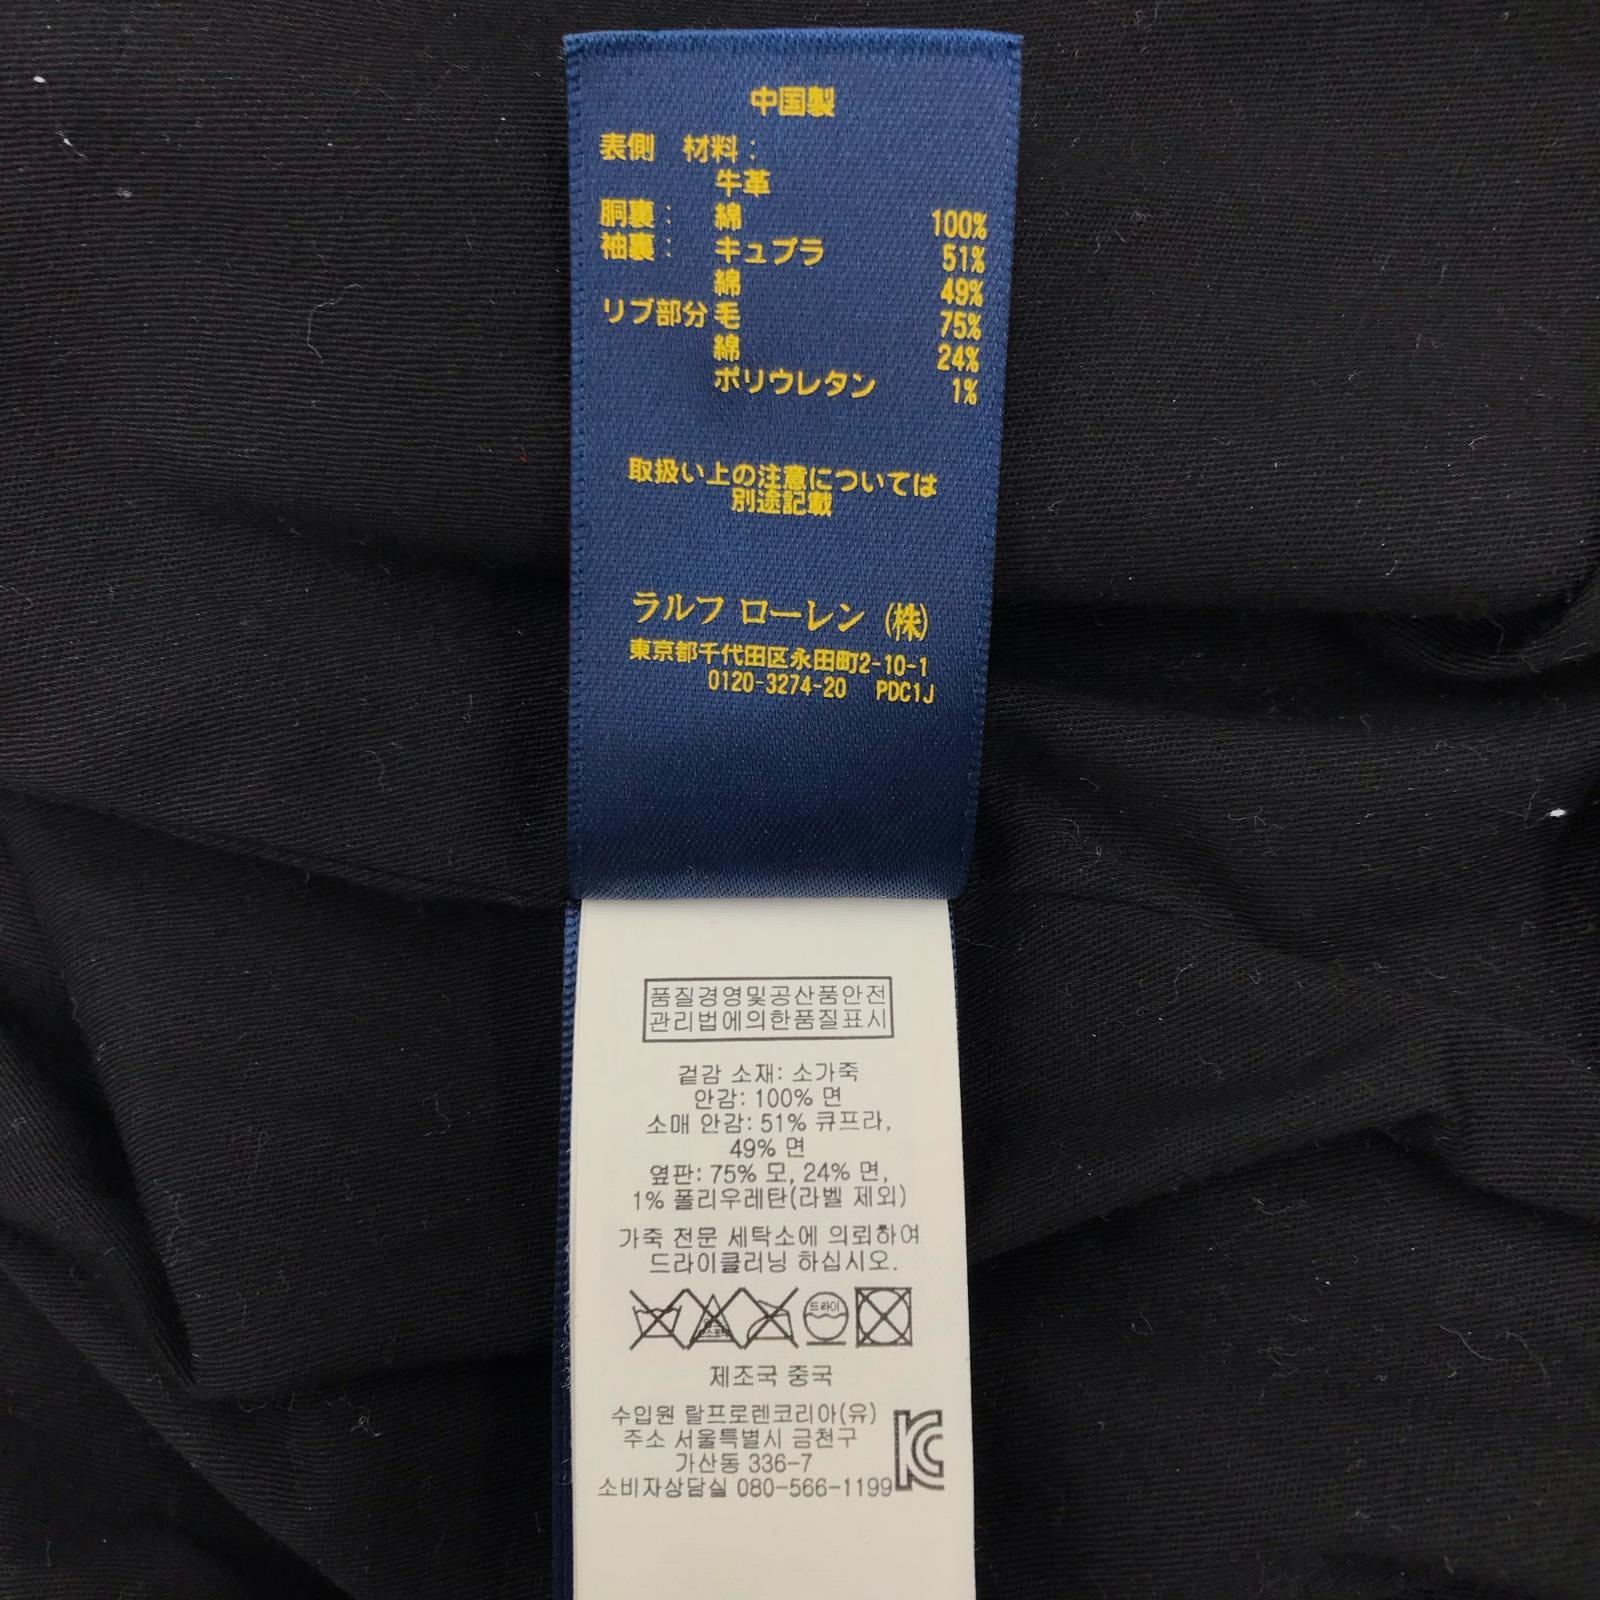 中国製
表側 材料:
牛革
胴裏: 綿 100%
袖裏: キュプラ 51%
綿 49%
リブ部分 毛 75%
綿 24%
ポリウレタン 1%
取扱い上の注意については
別途記載
ラルフ ローレン (株)
東京都千代田区永田町2-10-1
0120-3274-20 PDC1J
품질경영및공산품안전
관리법에의한품질표시
겉감 소재: 소가죽
안감: 100% 면
소매 안감: 51% 큐프라,
49% 면
옆판: 75% 모, 24% 면,
1% 폴리우레탄(라벨 제외)
가죽 전문 세탁소에 의뢰하여
드라이클리닝 하십시오.
드라이
제조국 중국
수입원 랄프로렌코리아(유)
주소 서울특별시 금천구
가산동 336-7
소비자상담실 080-566-1199
KC